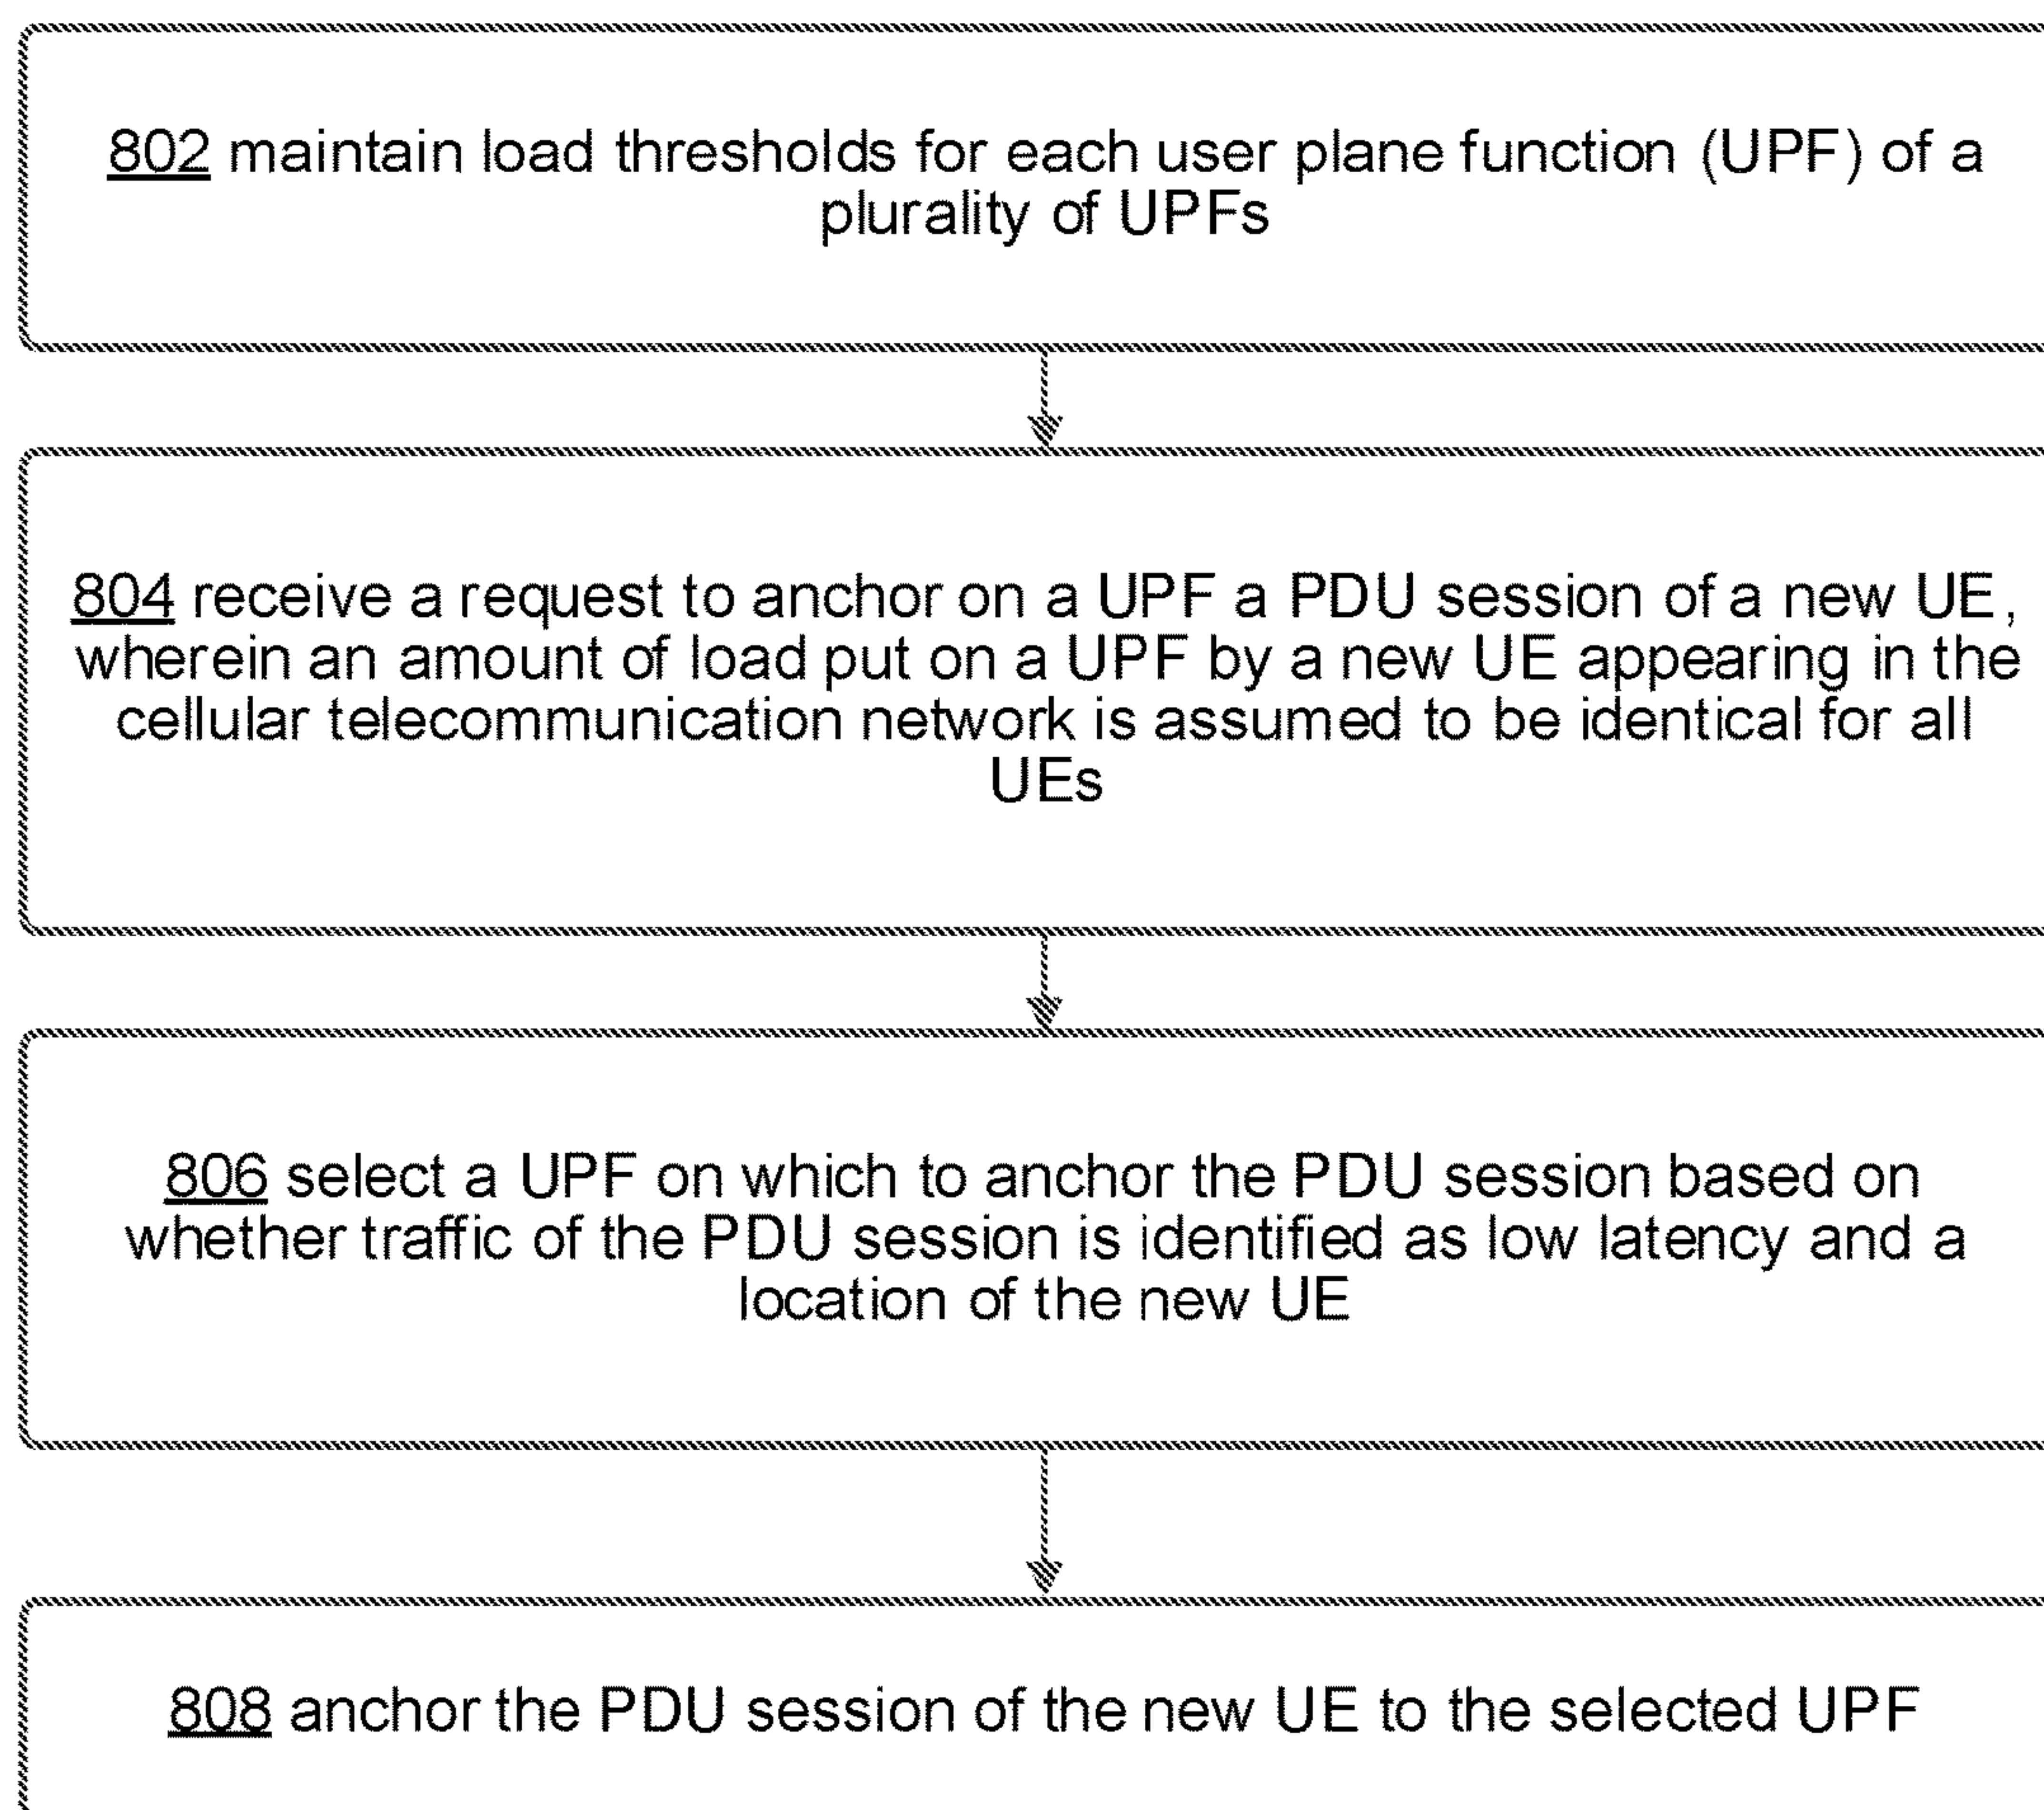 802 maintain load thresholds for each user plane function (UPF) of a
plurality of UPFs
804 receive a request to anchor on a UPF a PDU session of a new UE,
wherein an amount of load put on a UPF by a new UE appearing in the
cellular telecommunication network is assumed to be identical for all
UEs
806 select a UPF on which to anchor the PDU session based on
whether traffic of the PDU session is identified as low latency and a
location of the new UE
808 anchor the PDU session of the new UE to the selected UPF